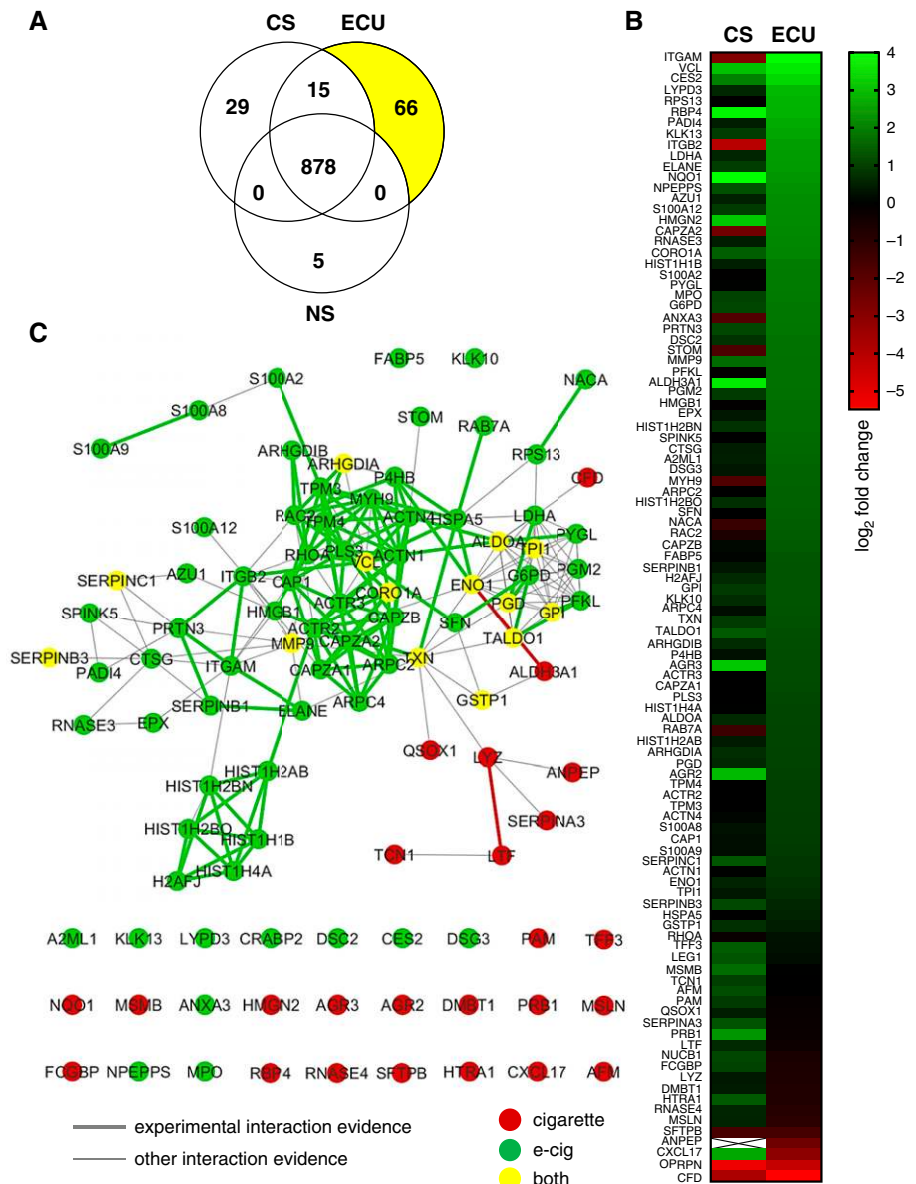 A
CS
ECU
29
15
66
878
0
0
5
NS
B
CS
ECU
ITGAM
VCL
CES2
LYPD3
RPS13
RBP4
PADI4
KLK13
ITGB2
LDHA
ELANE
NQO1
NPEPPS
AZU1
S100A12
HMGN2
CAPZA2
RNASE3
CORO1A
HIST1H1B
S100A2
PYGL
MPO
G6PD
ANXA3
PRTN3
DSC2
STOM
MMP9
PFKL
ALDH3A1
PGM2
HMGB1
EPX
HIST1H2BN
SPINK5
CTSG
A2ML1
DSG3
MYH9
ARPC2
HIST1H2BO
SFN
NACA
RAC2
CAPZB
FABP5
SERPINB1
H2AFJ
GPI
KLK10
ARPC4
TXN
TALDO1
ARHGDIB
P4HB
AGR3
ACTR3
CAPZA1
PLS3
HIST1H4A
ALDOA
RAB7A
HIST1H2AB
ARHGDIA
PGD
AGR2
TPM4
ACTR2
TPM3
ACTN4
S100A8
CAP1
S100A9
SERPINC1
ACTN1
ENO1
TPI1
SERPINB3
HSPA5
GSTP1
RHOA
TFF3
LEG1
MSMB
TCN1
AFM
PAM
QSOX1
SERPINA3
PRB1
LTF
NUCB1
FCGBP
LYZ
DMBT1
HTRA1
RNASE4
MSLN
SFTPB
ANPEP
CXCL17
OPRPN
CFD
4
3
2
1
0
−1
−2
−3
−4
−5
log2 fold change
C
FABP5
KLK10
S100A2
NACA
S100A8
STOM
RAB7A
S100A9
ARHGDIB
RPS13
ARHGDIA
CFD
P4HB
TPM3
MYH9
RAC2
TPM4
ACTN4
HSPA5
LDHA
S100A12
PYGL
ALDOA
TPI1
RHOA
PLS3
ACTN1
VCL
AZU1
ITGB2
SERPINC1
CAP1
ENO1
G6PD
PGM2
CORO1A
ACTR3
PGD
PFKL
SPINK5
HMGB1
GPI
PRTN3
ACTR2
CAPZB
SFN
TALDO1
MMP9
CAPZA2
SERPINB3
CTSG
PADI4
ITGAM
CAPZA1
ARPC2
TXN
ALDH3A1
SERPINB1
ELANE
ARPC4
GSTP1
RNASE3
EPX
QSOX1
LYZ
HIST1H2AB
ANPEP
HIST1H2BN
SERPINA3
HIST1H2BO
HIST1H1B
TCN1
LTF
H2AFJ
HIST1H4A
A2ML1
KLK13
LYPD3
CRABP2
DSC2
CES2
DSG3
PAM
TFF3
NQO1
MSMB
ANXA3
HMGN2
AGR3
AGR2
DMBT1
PRB1
MSLN
FCGBP
NPEPPS
MPO
RBP4
RNASE4
SFTPB
HTRA1
CXCL17
AFM
experimental interaction evidence
other interaction evidence
cigarette
e-cig
both